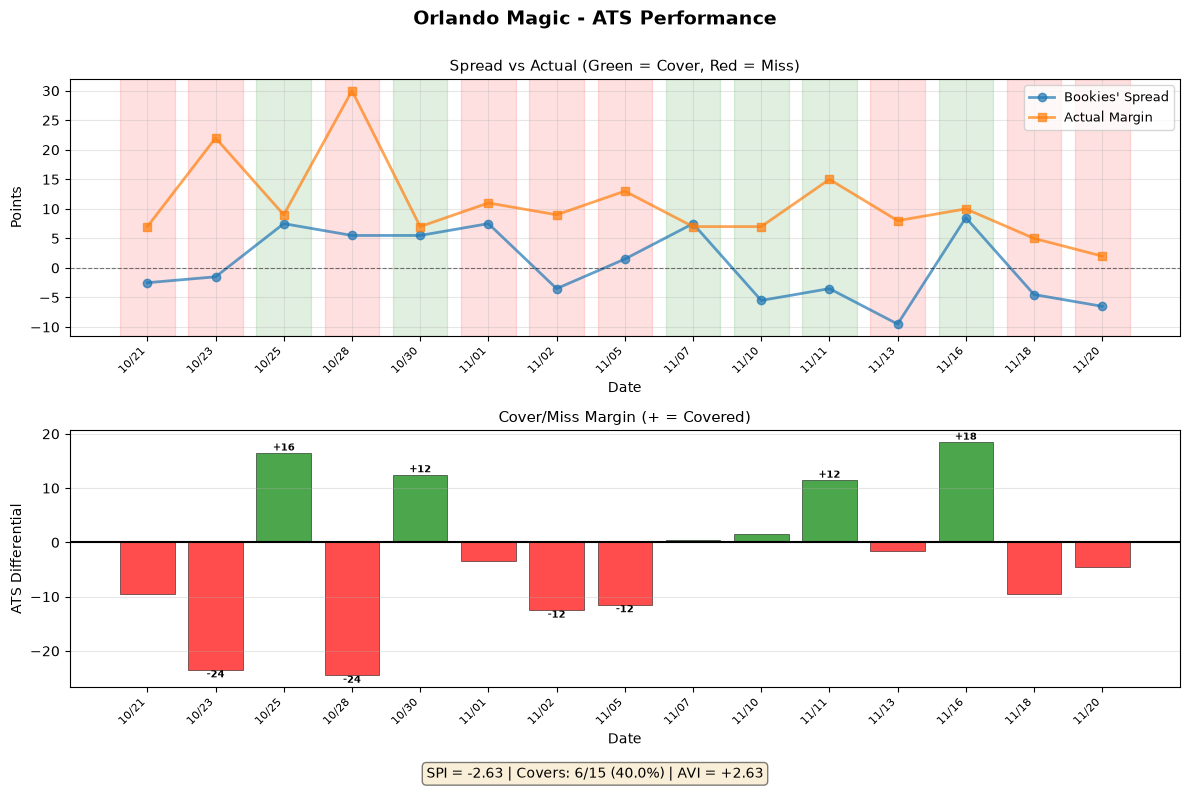 Orlando Magic - ATS Performance
Spread vs Actual (Green = Cover, Red = Miss)
Bookies' Spread
Actual Margin
Points
30
25
20
15
10
5
0
−5
−10
10/21 10/23 10/25 10/28 10/30 11/01 11/02 11/05 11/07 11/10 11/11 11/13 11/16 11/18 11/20
Date
Cover/Miss Margin (+ = Covered)
ATS Differential
20
10
0
−10
−20
+16 +12 +12 +18
-24 -24 -12 -12
10/21 10/23 10/25 10/28 10/30 11/01 11/02 11/05 11/07 11/10 11/11 11/13 11/16 11/18 11/20
Date
SPI = -2.63 | Covers: 6/15 (40.0%) | AVI = +2.63